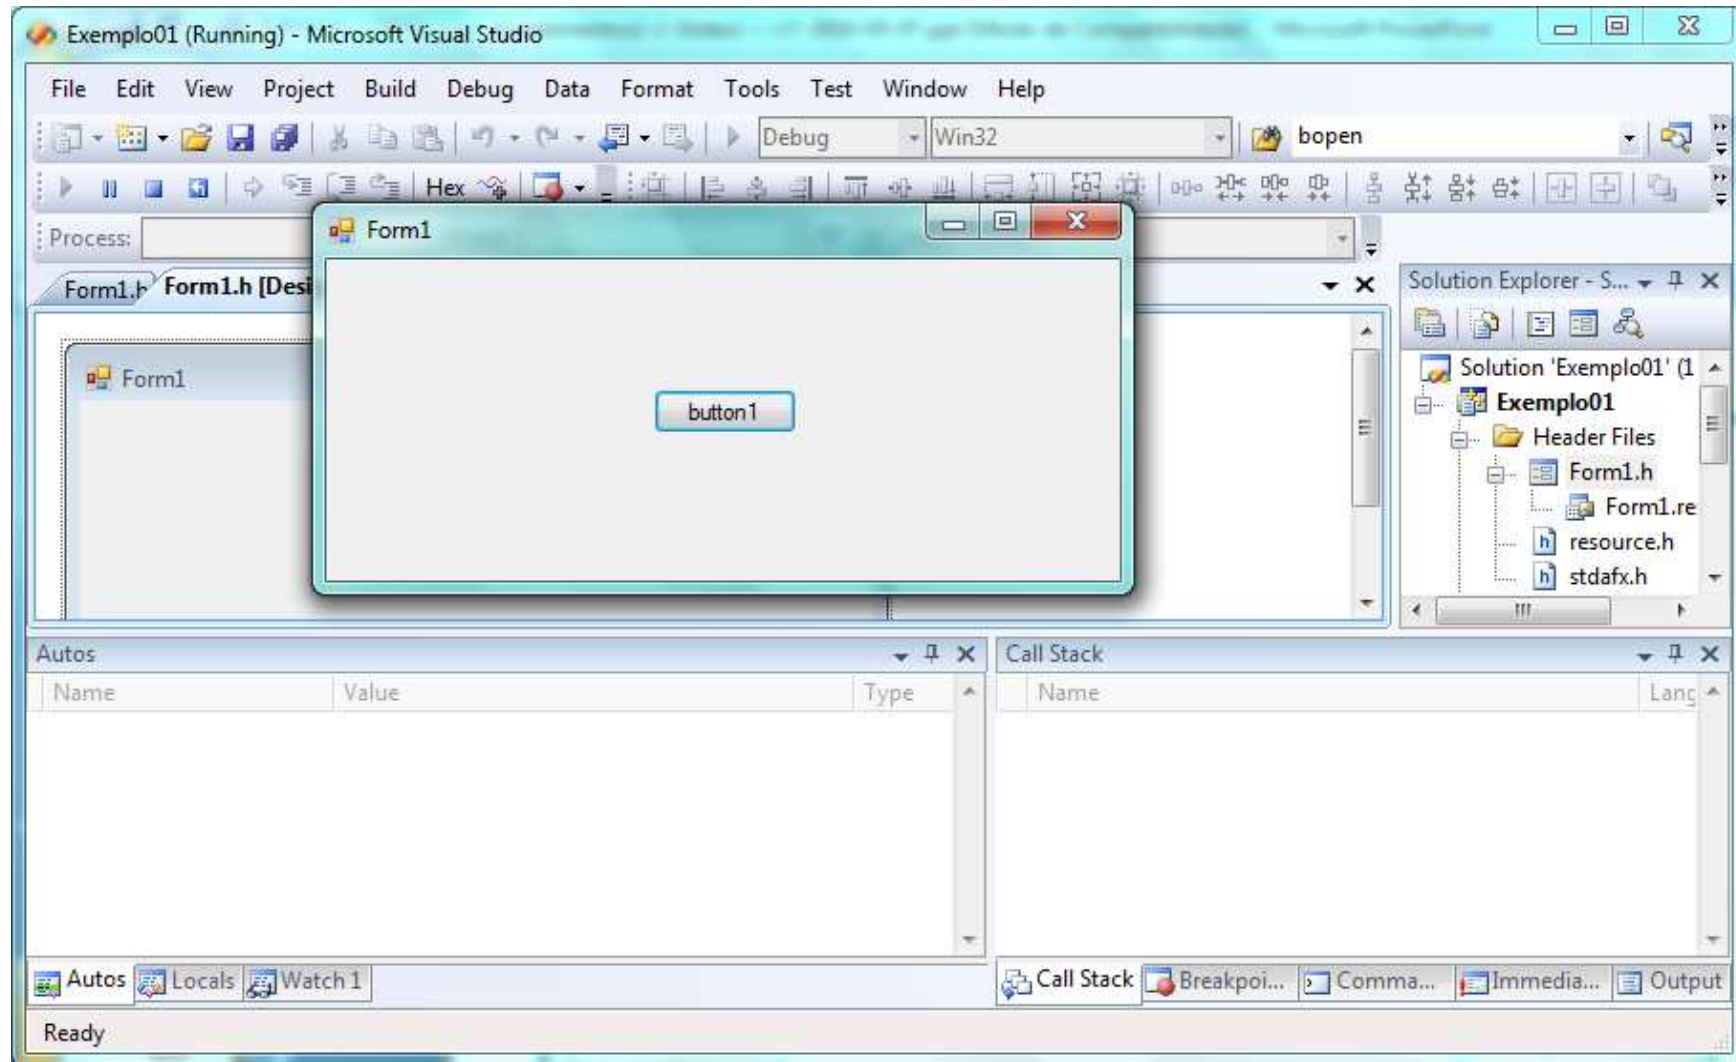 Exemplo01 (Running) - Microsoft Visual Studio
File Edit View Project Build Debug Data Format Tools Test Window Help
Debug Win32 bopen
Hex
Process:
Form1
button1
Form1.h Form1.h [Desi
Form1
Solution Explorer - S...
Solution 'Exemplo01' (1
Exemplo01
Header Files
Form1.h
Form1.re
resource.h
stdafx.h
Autos
Name Value Type
Call Stack
Name Lang
Autos Locals Watch 1
Call Stack Breakpoi... Comma... Immedia... Output
Ready